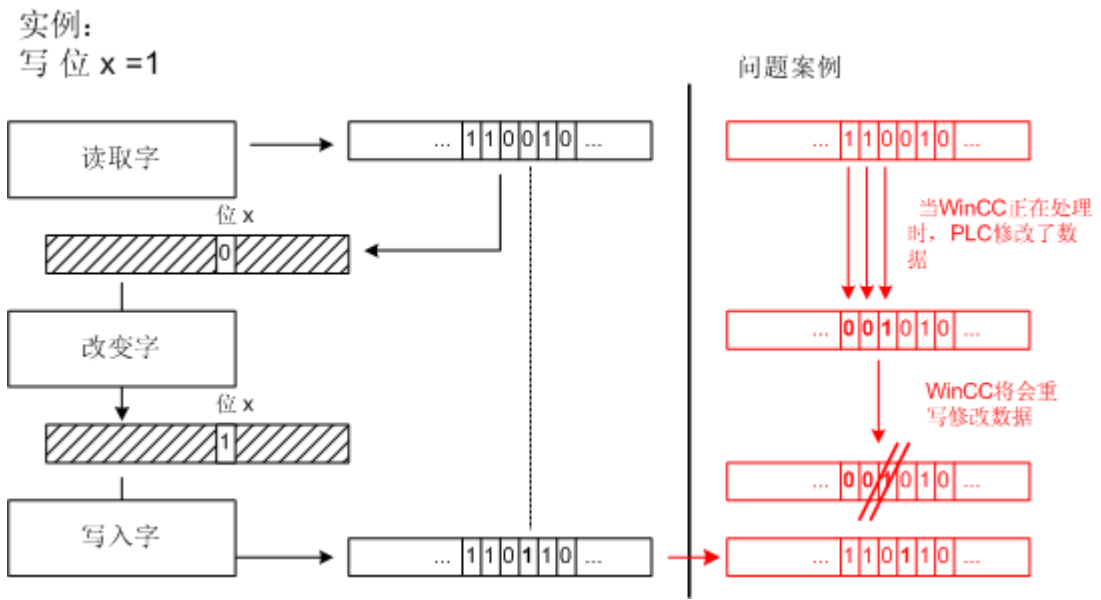 实例：
写 位 x =1
问题案例
读取字
... 1 1 0 0 1 0 ...
... 1 1 0 0 1 0 ...
位 x
0
当WinCC正在处理
时，PLC修改了数
据
改变字
... 0 0 1 0 1 0 ...
位 x
1
WinCC将会重
写修改数据
... 0 0 1 0 1 0 ...
写入字
... 1 1 0 1 1 0 ...
... 1 1 0 1 1 0 ...